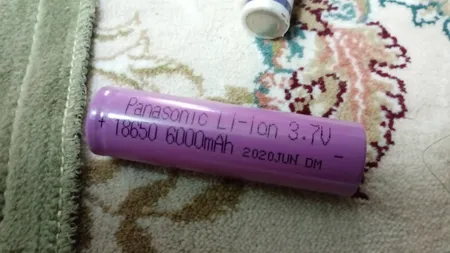 Panasonic Li-ion 3.7V
+ 18650 6000mAh 2020JUN DM -